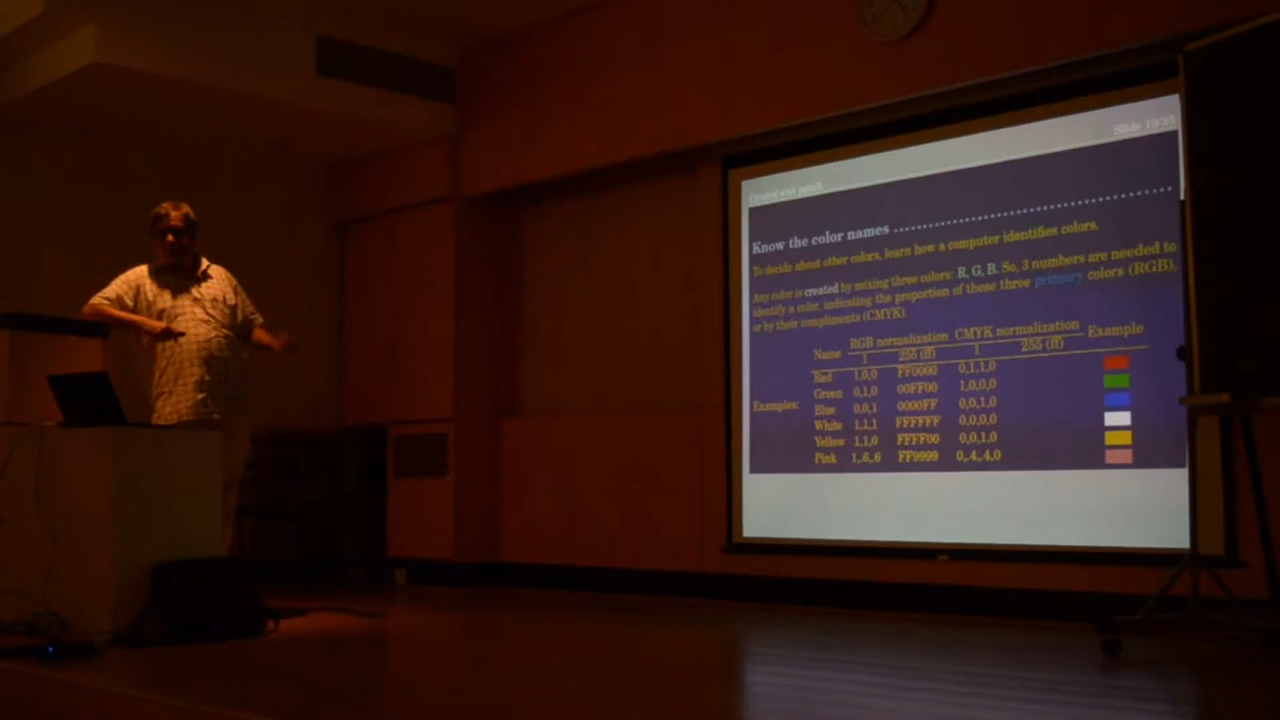 Slide 19/35
Created with
Know the color names ........................................
To decide about other colors, learn how a computer identifies colors.
Any color is created by mixing three colors: R, G, B. So, 3 numbers are needed to
identify a color, indicating the proportion of these three primary colors (RGB),
or by their compliments (CMYK).
Name RGB normalization CMYK normalization Example
1 255 (ff) 1 255 (ff)
Red 1,0,0 FF0000 0,1,1,0
Green 0,1,0 00FF00 1,0,0,0
Examples: Blue 0,0,1 0000FF 0,0,1,0
White 1,1,1 FFFFFF 0,0,0,0
Yellow 1,1,0 FFFF00 0,0,1,0
Pink 1,.6,.6 FF9999 0,.4,.4,0